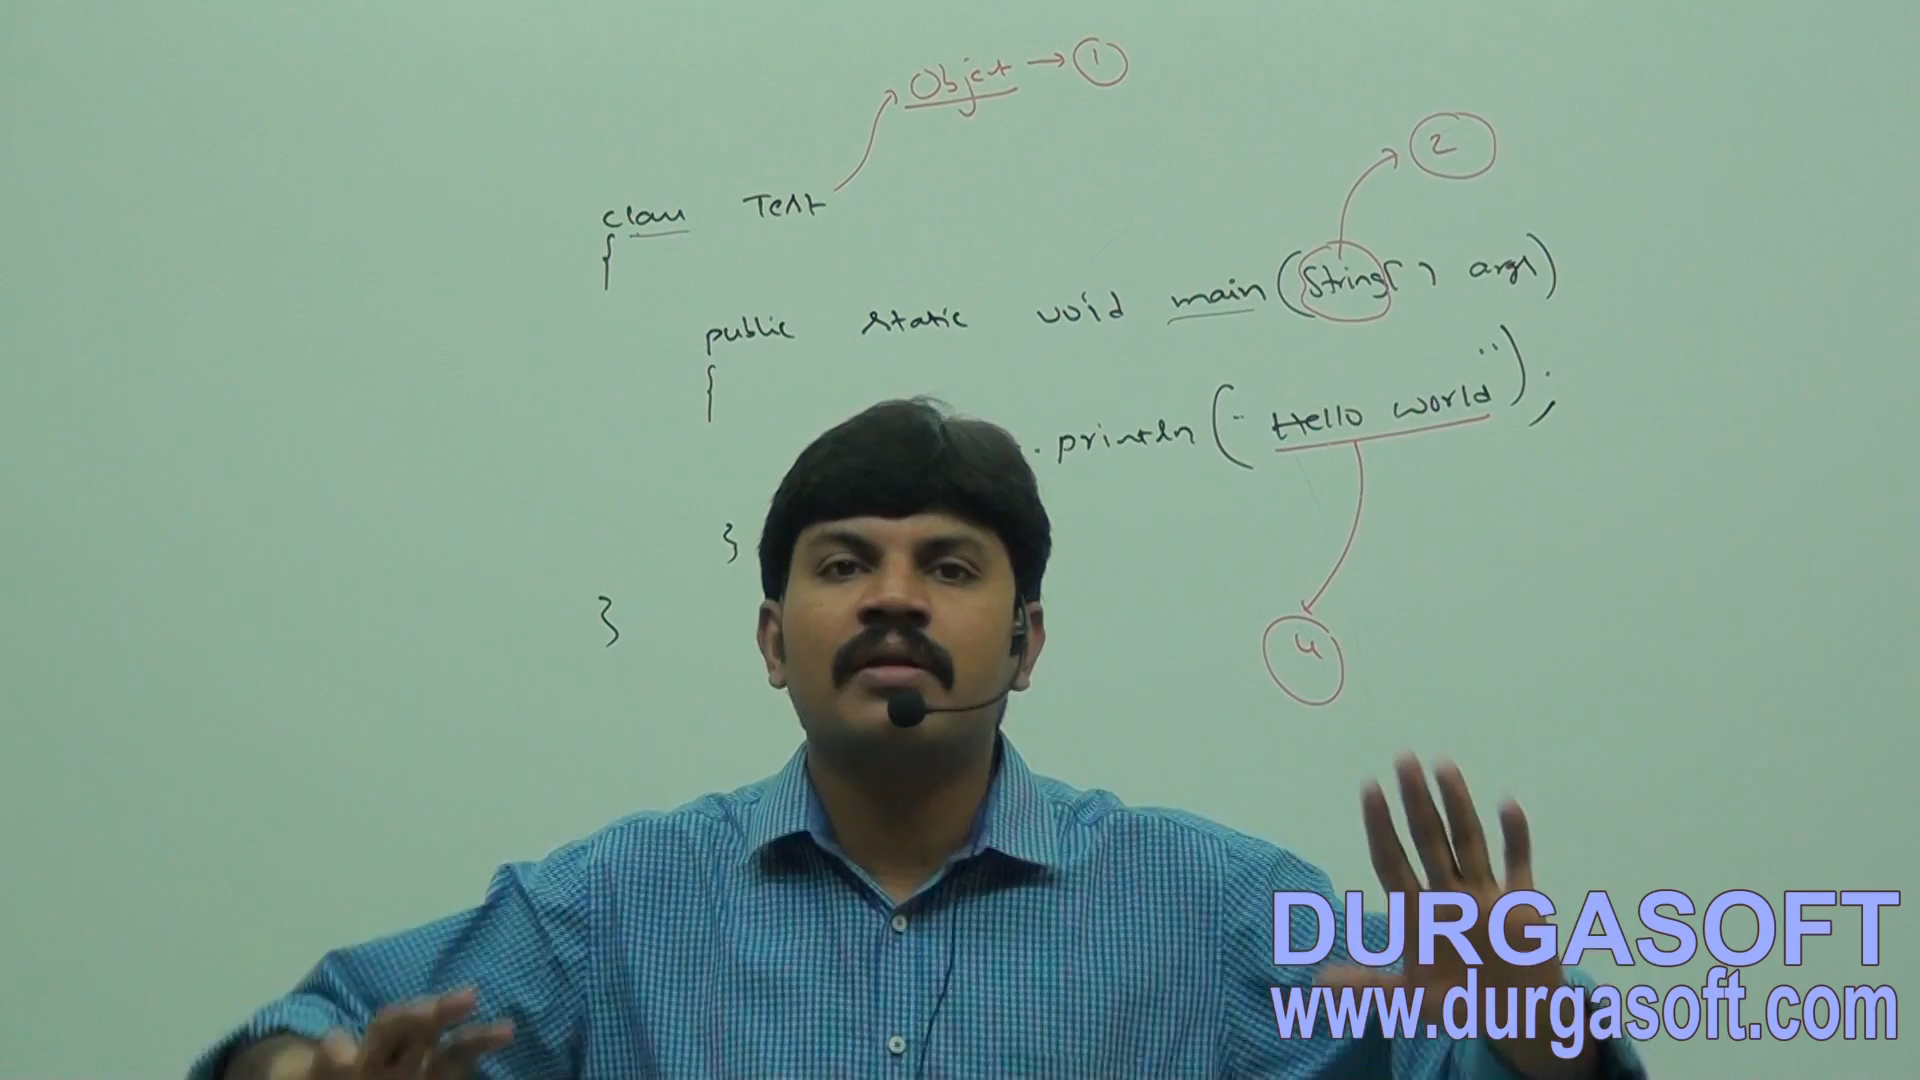 Object → 1
2
class Test
{
public static void main (String[ ] args)
{
.println (" Hello world ");
}
}
4
DURGASOFT
www.durgasoft.com